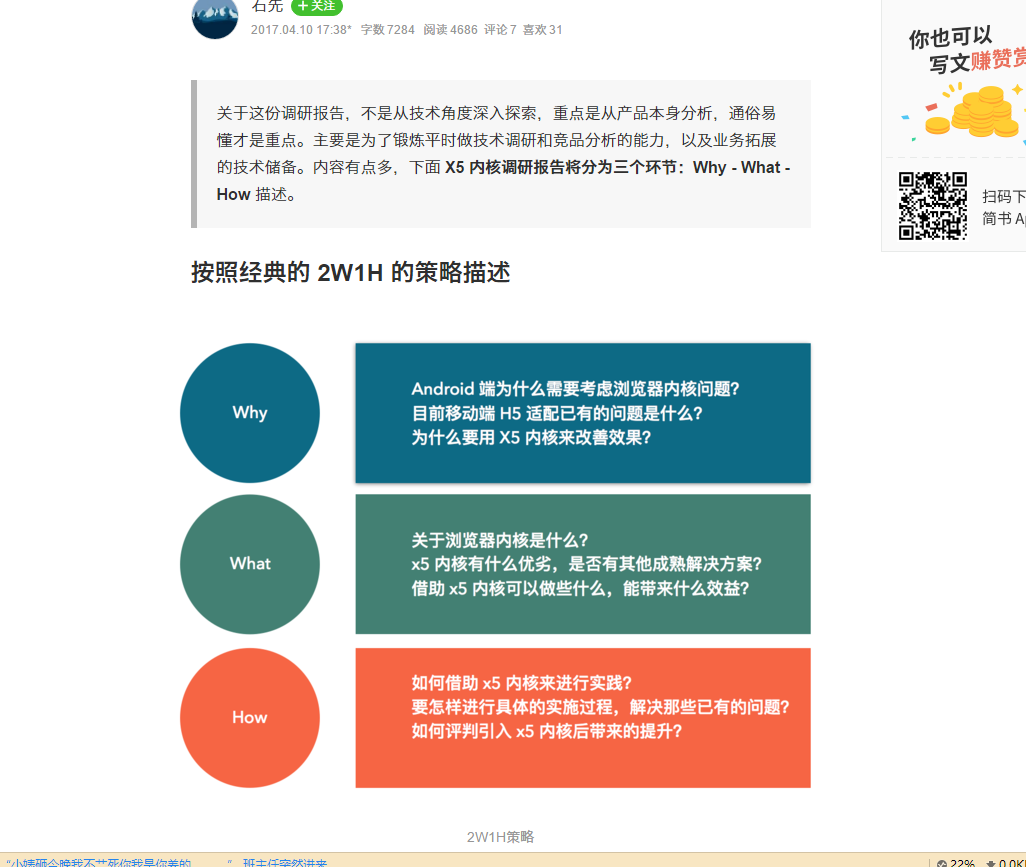 石先 + 关注
2017.04.10 17:38* 字数 7284 阅读 4686 评论 7 喜欢 31
关于这份调研报告，不是从技术角度深入探索，重点是从产品本身分析，通俗易
懂才是重点。主要是为了锻炼平时做技术调研和竞品分析的能力，以及业务拓展
的技术储备。内容有点多，下面 X5 内核调研报告将分为三个环节：Why - What -
How 描述。
按照经典的 2W1H 的策略描述
Why
Android 端为什么需要考虑浏览器内核问题?
目前移动端 H5 适配已有的问题是什么?
为什么要用 X5 内核来改善效果?
What
关于浏览器内核是什么?
x5 内核有什么优劣，是否有其他成熟解决方案?
借助 x5 内核可以做些什么，能带来什么效益?
How
如何借助 x5 内核来进行实践?
要怎样进行具体的实施过程，解决那些已有的问题?
如何评判引入 x5 内核后带来的提升?
2W1H策略
你也可以
写文赚赞赏
扫码下
简书
班主任突然进来
22%